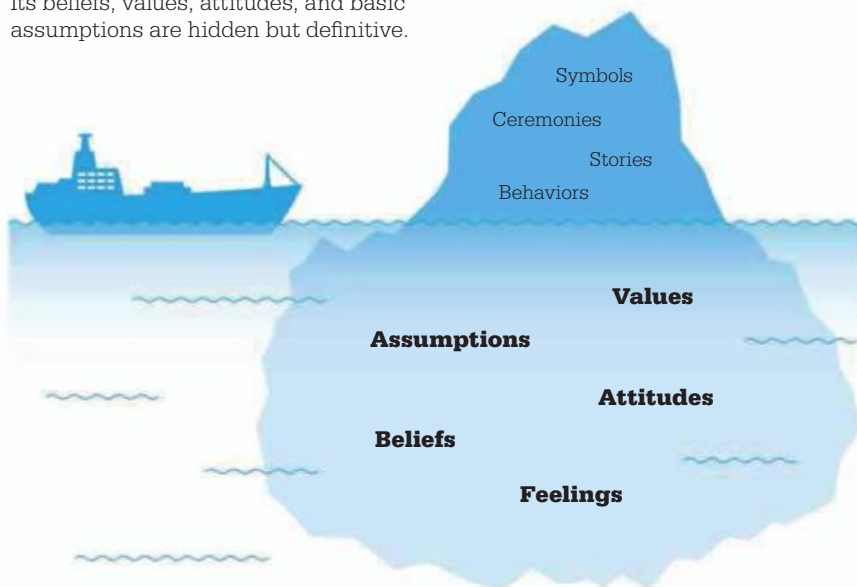 its beliefs, values, attitudes, and basic
assumptions are hidden but definitive.
Symbols
Ceremonies
Stories
Behaviors
Values
Assumptions
Attitudes
Beliefs
Feelings